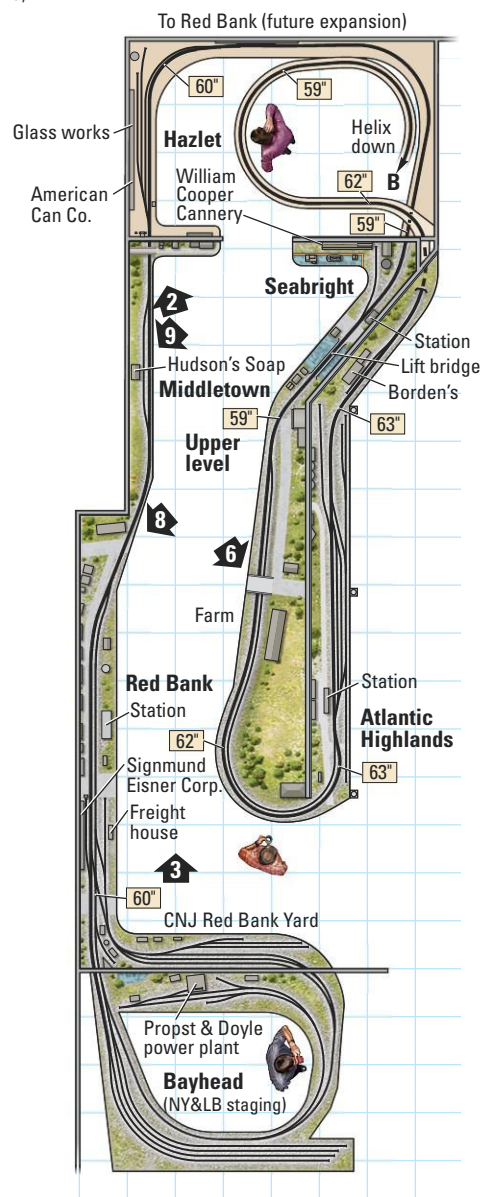 To Red Bank (future expansion)
60"
59"
Glass works
Hazlet
Helix
down
B
American
Can Co.
William
Cooper
Cannery
62"
59"
Seabright
2
9
Station
Hudson's Soap
Lift bridge
Middletown
Borden's
59"
63"
Upper
level
8
6
Farm
Red Bank
Station
Station
Atlantic
Highlands
62"
63"
Signmund
Eisner Corp.
Freight
house
3
60"
CNJ Red Bank Yard
Propst & Doyle
power plant
Bayhead
(NY&LB staging)